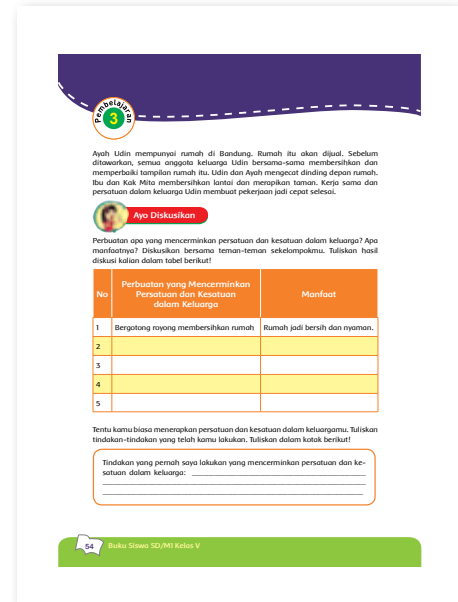 Pembelajaran
3
Ayah Udin mempunyai rumah di Bandung. Rumah itu akan dijual. Sebelum
ditawarkan, semua anggota keluarga Udin bersama-sama membersihkan dan
memperbaiki tampilan rumah itu. Udin dan Ayah mengecat dinding depan rumah.
Ibu dan Kak Mita membersihkan lantai dan merapikan taman. Kerja sama dan
persatuan dalam keluarga Udin membuat pekerjaan jadi cepat selesai.
Ayo Diskusikan
Perbuatan apa yang mencerminkan persatuan dan kesatuan dalam keluarga? Apa
manfaatnya? Diskusikan bersama teman-teman sekelompokmu. Tuliskan hasil
diskusi kalian dalam tabel berikut!
No
Perbuatan yang Mencerminkan
Persatuan dan Kesatuan
dalam Keluarga
Manfaat
1 Bergotong royong membersihkan rumah Rumah jadi bersih dan nyaman.
2
3
4
5
Tentu kamu biasa menerapkan persatuan dan kesatuan dalam keluargamu. Tuliskan
tindakan-tindakan yang telah kamu lakukan. Tuliskan dalam kotak berikut!
Tindakan yang pernah saya lakukan yang mencerminkan persatuan dan ke-
satuan dalam keluarga:
54 Buku Siswa SD/MI Kelas V